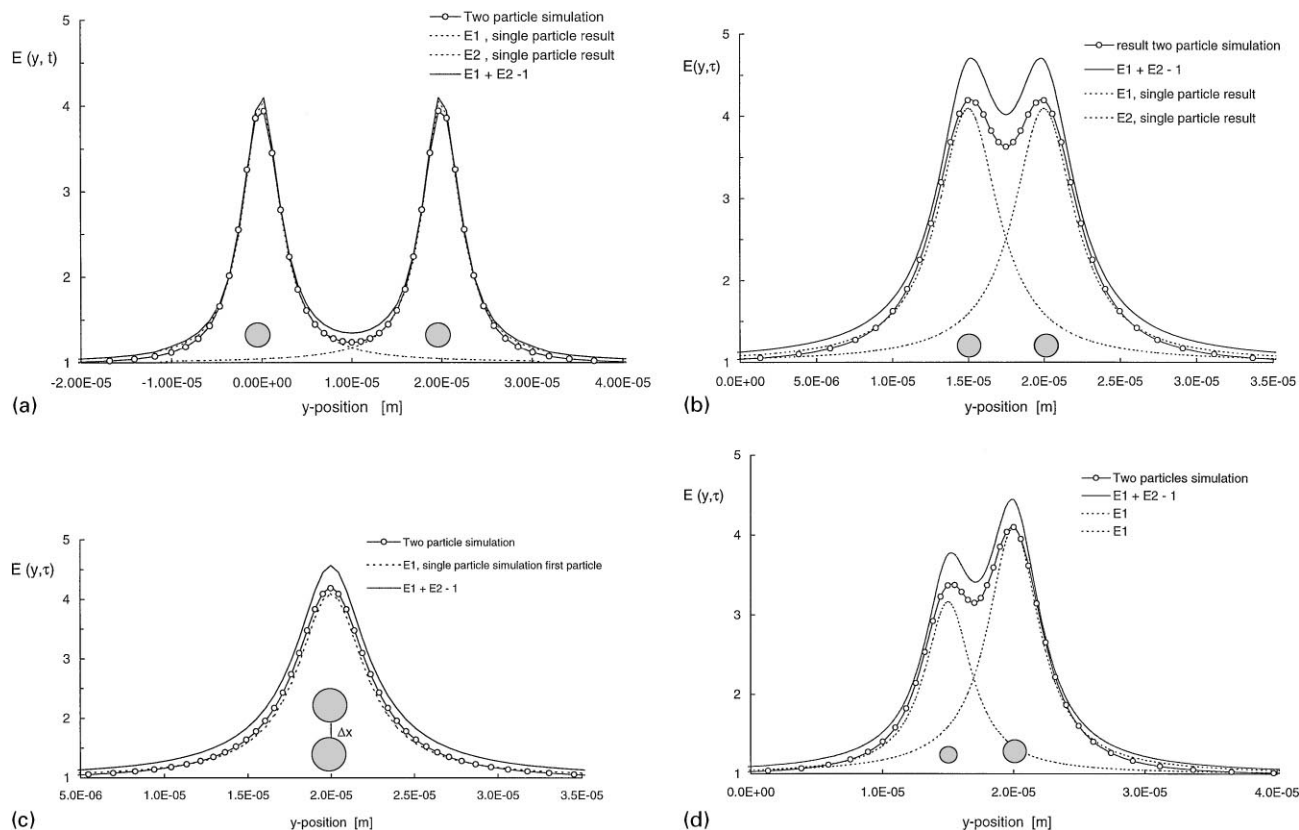 5
E (y, t)
4
3
2
1
Two particle simulation
E1 , single particle result
E2 , single particle result
E1 + E2 -1
-2.00E-05 -1.00E-05 0.00E+00 1.00E-05 2.00E-05 3.00E-05 4.00E-05
(a) y-position [m]
5
E(y,τ)
4
3
2
1
result two particle simulation
E1 + E2 - 1
E1, single particle result
E2, single particle result
0.0E+00 5.0E-06 1.0E-05 1.5E-05 2.0E-05 2.5E-05 3.0E-05 3.5E-05
(b) y-position [m]
5
E (y,τ)
4
3
2
1
Two particle simulation
E1, single particle simulation first particle
E1 + E2 - 1
Δx
5.0E-06 1.0E-05 1.5E-05 2.0E-05 2.5E-05 3.0E-05 3.5E-05
(c) y-position [m]
5
E (y,τ)
4
3
2
1
Two particles simulation
E1 + E2 - 1
E1
E1
0.0E+00 1.0E-05 2.0E-05 3.0E-05 4.0E-05
(d) y-position [m]